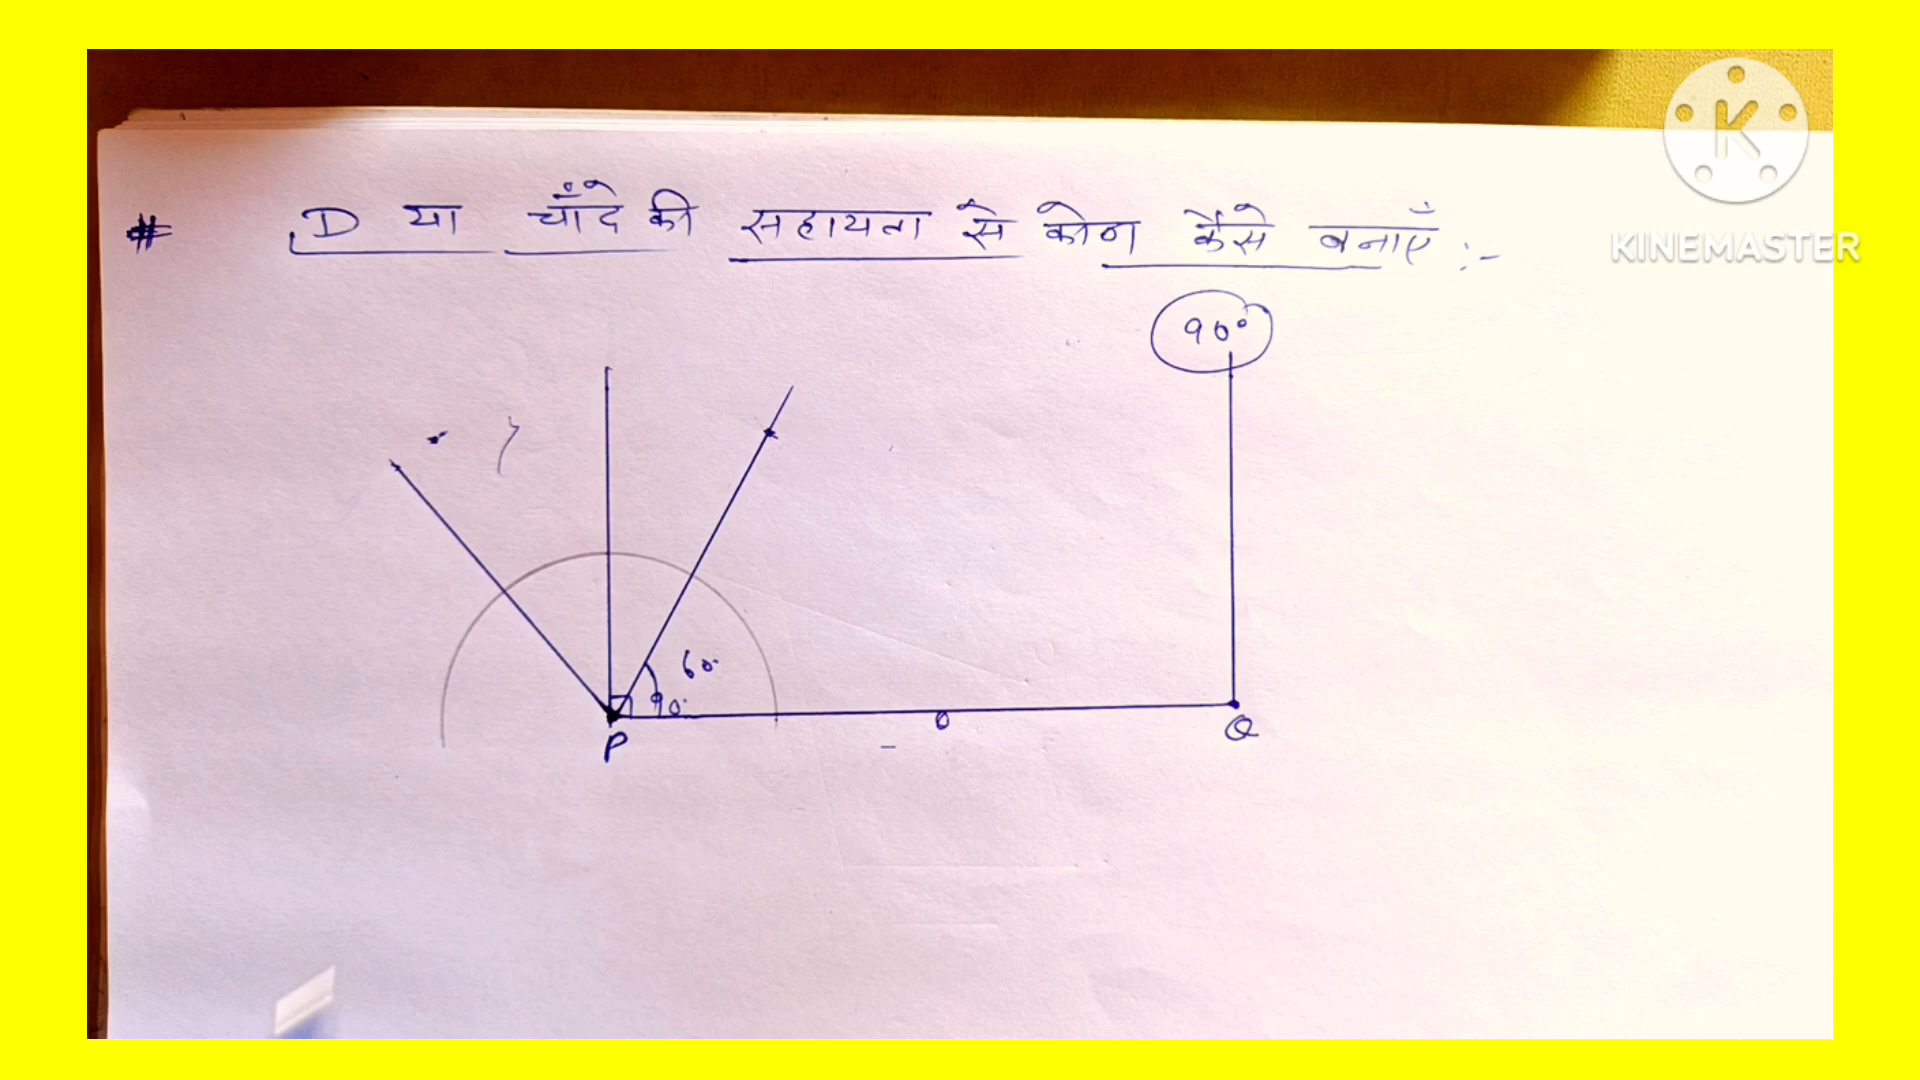 # D या चाँदे की सहायता से कोण कैसे बनाएँ :-
90°
60°
90°
P
O
Q
K
KINEMASTER